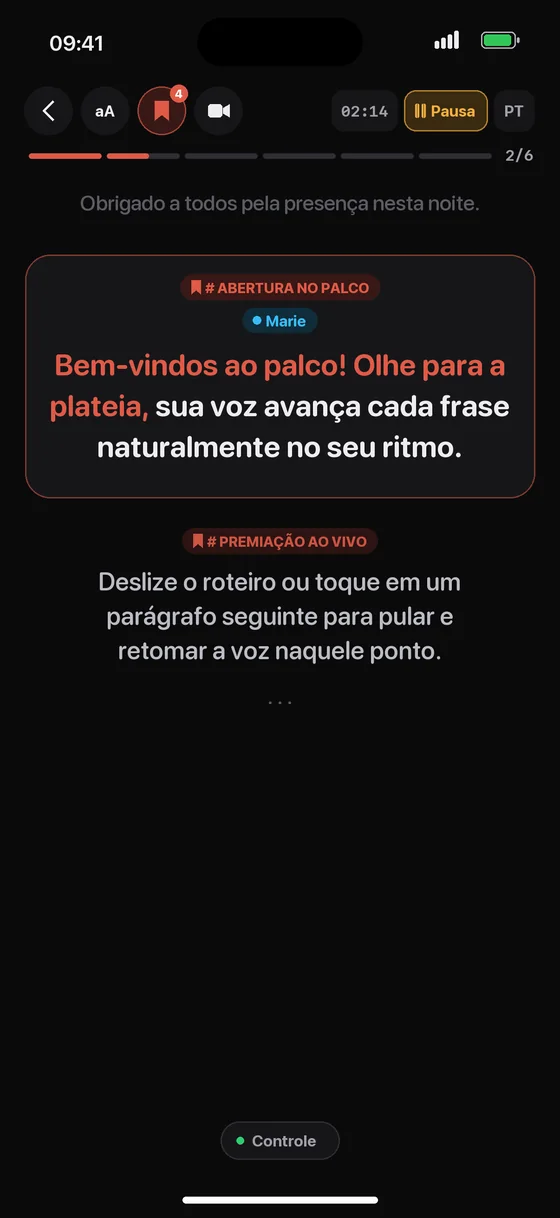 09:41
aA
4
02:14
Pausa
PT
2/6
Obrigado a todos pela presença nesta noite.
# ABERTURA NO PALCO
Marie
Bem-vindos ao palco! Olhe para a
plateia, sua voz avança cada frase
naturalmente no seu ritmo.
# PREMIAÇÃO AO VIVO
Deslize o roteiro ou toque em um
parágrafo seguinte para pular e
retomar a voz naquele ponto.
...
Controle